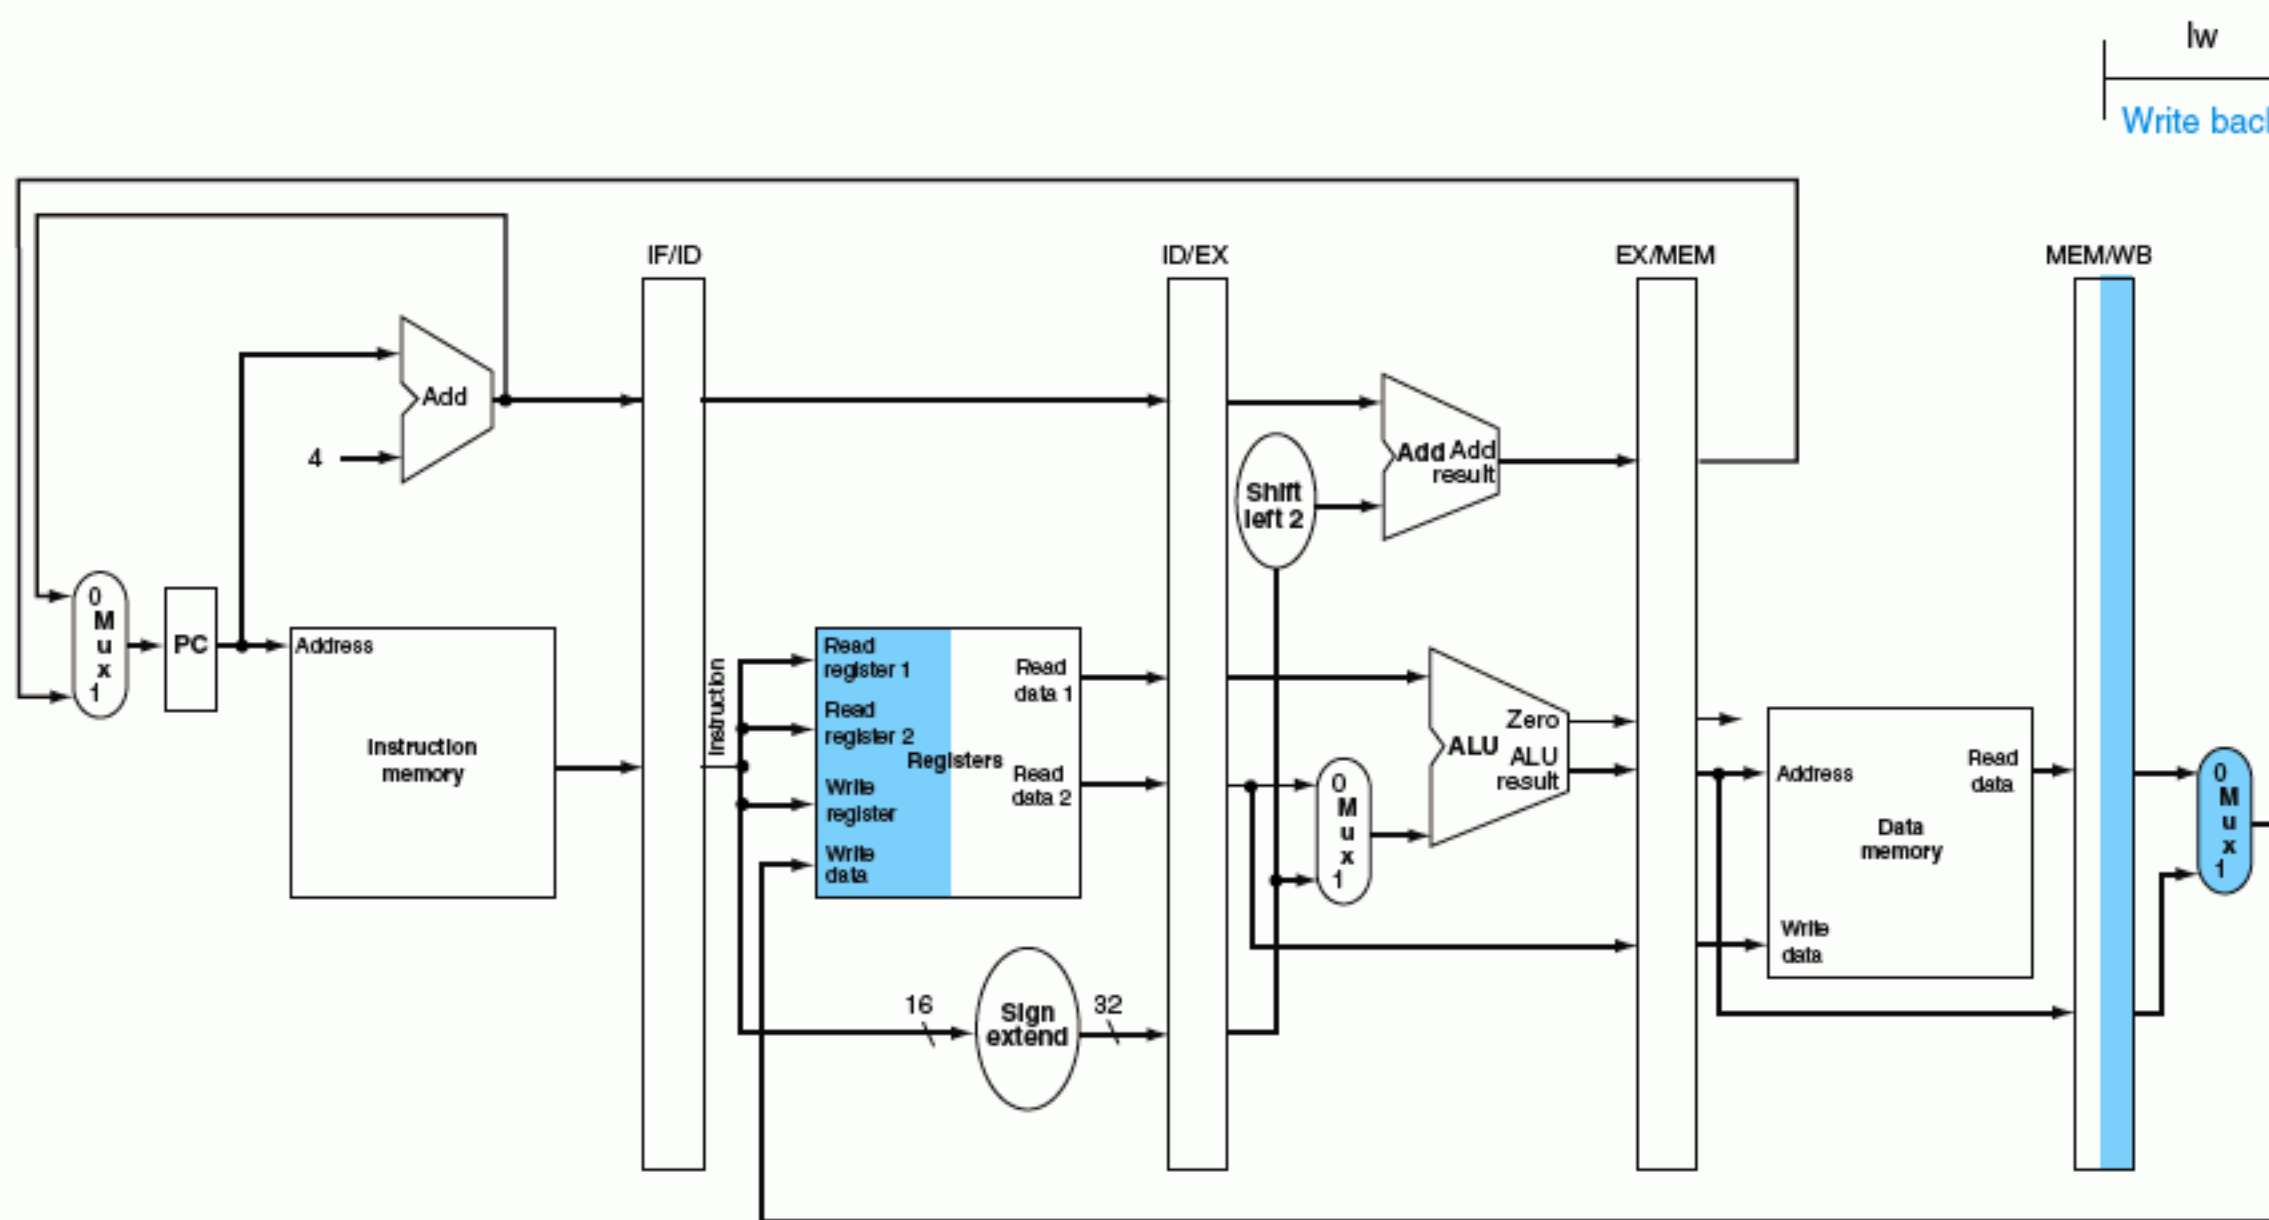 lw
Write back
IF/ID
ID/EX
EX/MEM
MEM/WB
Add
4
Add Add
result
Shift
left 2
0
M
u
x
1
PC
Address
Instruction
memory
Instruction
Read
register 1
Read
register 2
Write
register
Write
data
Registers
Read
data 1
Read
data 2
16
Sign
extend
32
0
M
u
x
1
Zero
ALU
ALU
result
Address
Read
data
Data
memory
Write
data
0
M
u
x
1